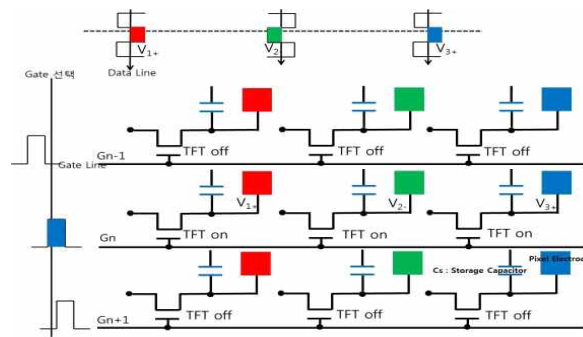 V1+ V2- V3+
Gate 선택 Data Line
TFT off TFT off TFT off
Gn-1
Gate Line
V1+ V2- V3+
TFT on TFT on TFT on
Gn
Pixel Electrod
Cs : Storage Capacitor
TFT off TFT off TFT off
Gn+1